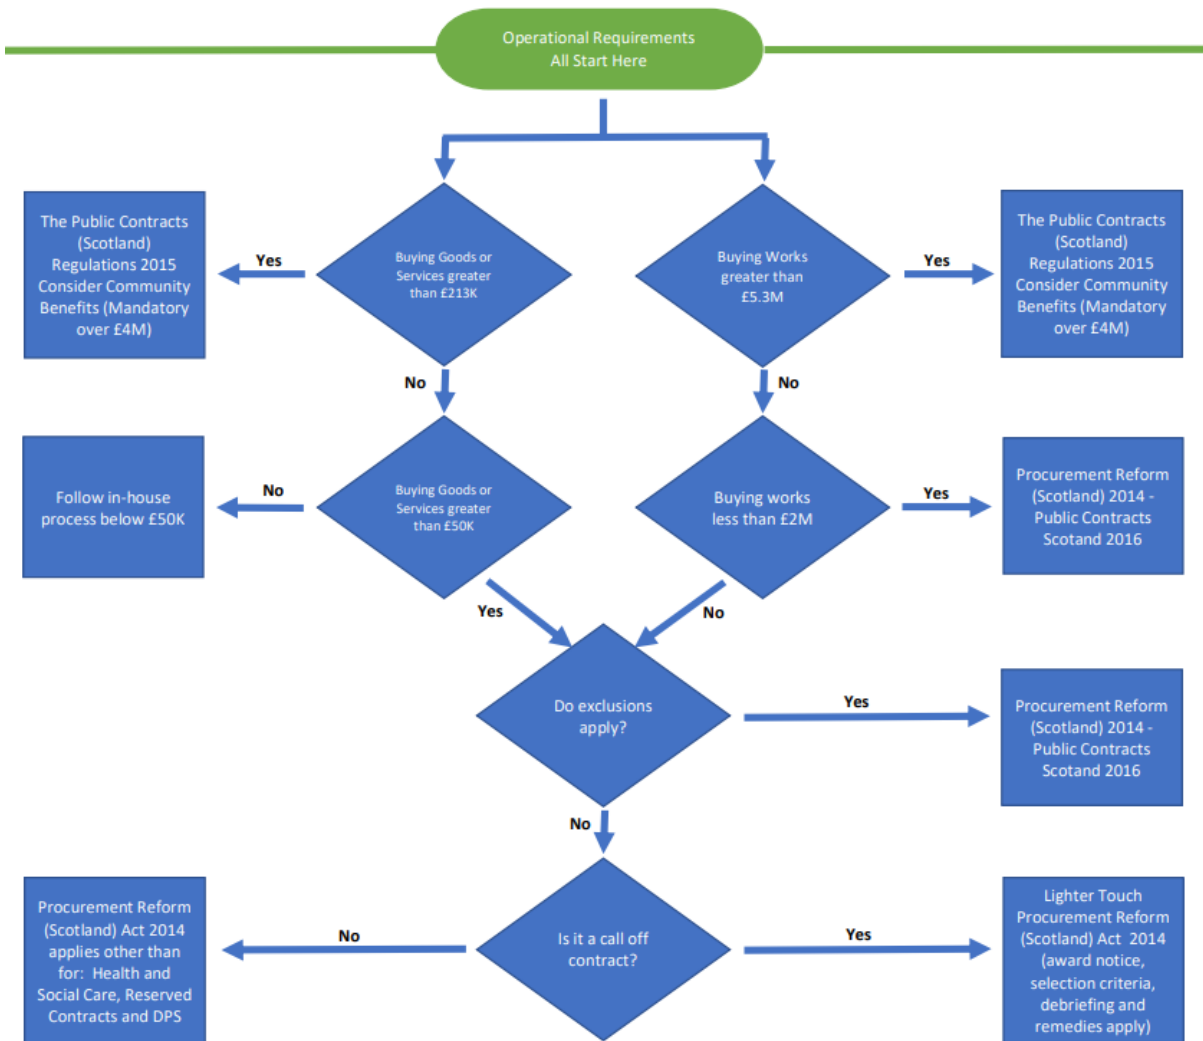 Operational Requirements
All Start Here
The Public Contracts
(Scotland)
Regulations 2015
Consider Community
Benefits (Mandatory
over £4M)
Yes
Buying Goods or
Services greater
than £213K
Buying Works
greater than
£5.3M
Yes
The Public Contracts
(Scotland)
Regulations 2015
Consider Community
Benefits (Mandatory
over £4M)
No
No
Follow in-house
process below £50K
No
Buying Goods or
Services greater
than £50K
Buying works
less than £2M
Yes
Procurement Reform
(Scotland) 2014 -
Public Contracts
Scotand 2016
Yes
No
Do exclusions
apply?
Yes
Procurement Reform
(Scotland) 2014 -
Public Contracts
Scotand 2016
No
Procurement Reform
(Scotland) Act 2014
applies other than
for: Health and
Social Care, Reserved
Contracts and DPS
No
Is it a call off
contract?
Yes
Lighter Touch
Procurement Reform
(Scotland) Act 2014
(award notice,
selection criteria,
debriefing and
remedies apply)